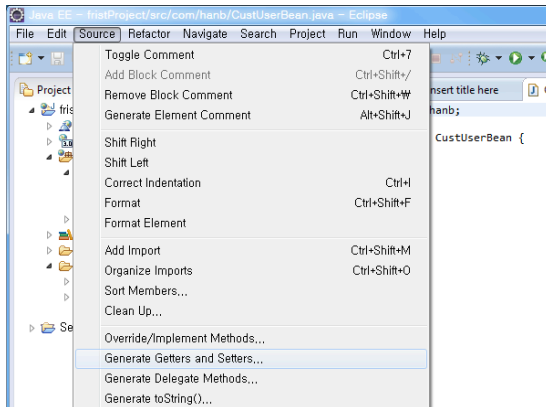 Java EE - fristProject/src/com/hanb/CustUserBean.java - Eclipse
File Edit Source Refactor Navigate Search Project Run Window Help
Toggle Comment Ctrl+7
Add Block Comment Ctrl+Shift+/
Remove Block Comment Ctrl+Shift+₩
Generate Element Comment Alt+Shift+J
Shift Right
Shift Left
Correct Indentation Ctrl+I
Format Ctrl+Shift+F
Format Element
Add Import Ctrl+Shift+M
Organize Imports Ctrl+Shift+O
Sort Members...
Clean Up...
Override/Implement Methods...
Generate Getters and Setters...
Generate Delegate Methods...
Generate toString()...
Project
fris
Se
nsert title here
hanb;
CustUserBean {